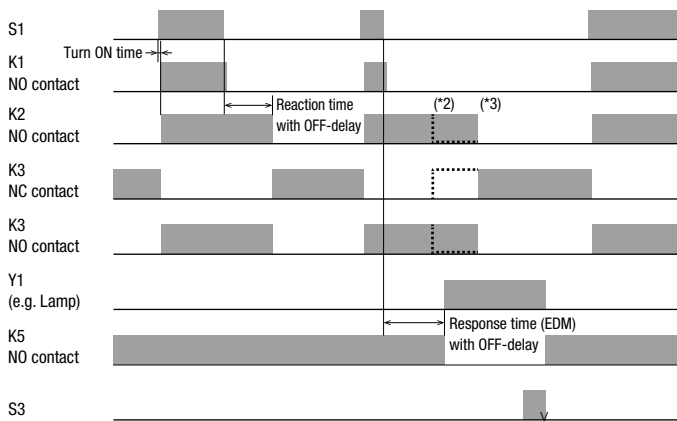 S1
Turn ON time
K1
NO contact
K2
NO contact
Reaction time
with OFF-delay
(*2)
(*3)
K3
NC contact
K3
NO contact
Y1
(e.g. Lamp)
K5
NO contact
Response time (EDM)
with OFF-delay
S3